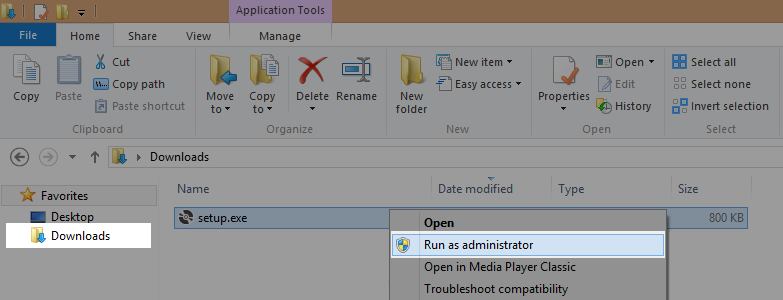 Application Tools
File Home Share View Manage
Copy Paste Cut Copy path Paste shortcut
Clipboard
Move to Copy to Delete Rename
Organize
New folder New item Easy access
New
Properties Open Edit History
Open
Select all Select none Invert selection
Select
Downloads
Favorites
Desktop
Downloads
Name Date modified Type Size
setup.exe 800 KB
Open
Run as administrator
Open in Media Player Classic
Troubleshoot compatibility